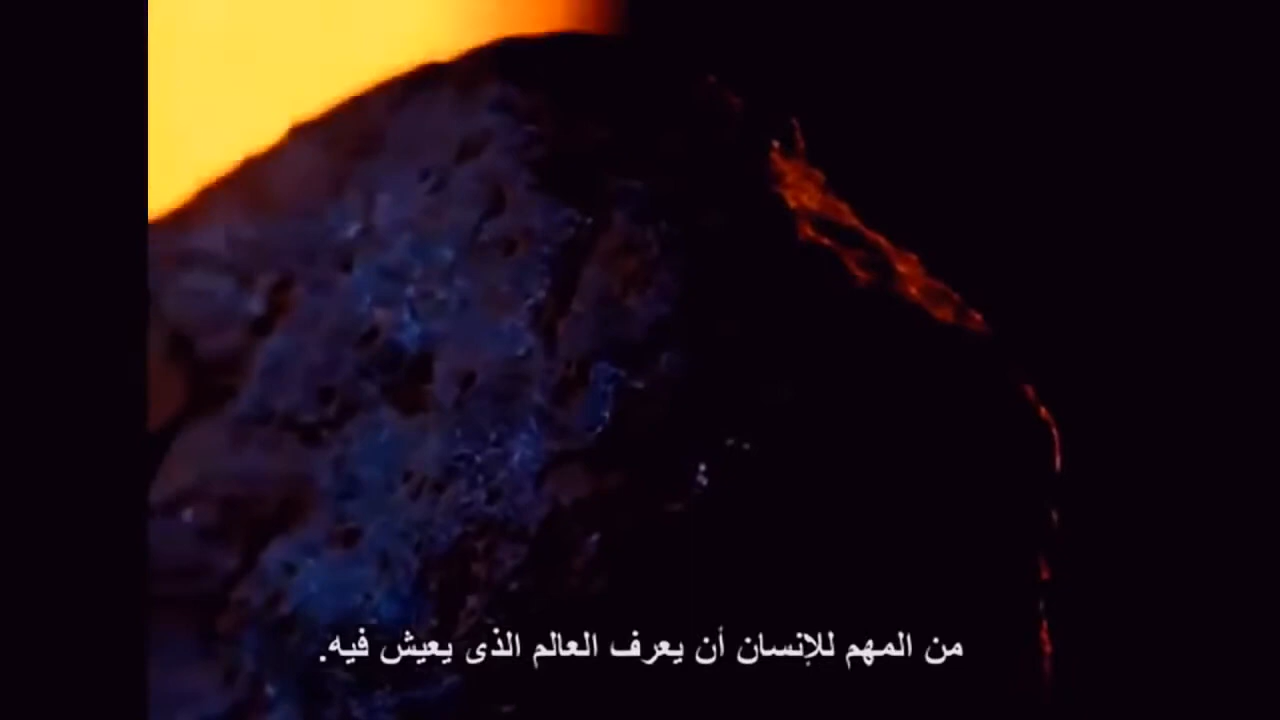 من المهم للإنسان أن يعرف العالم الذى يعيش فيه.